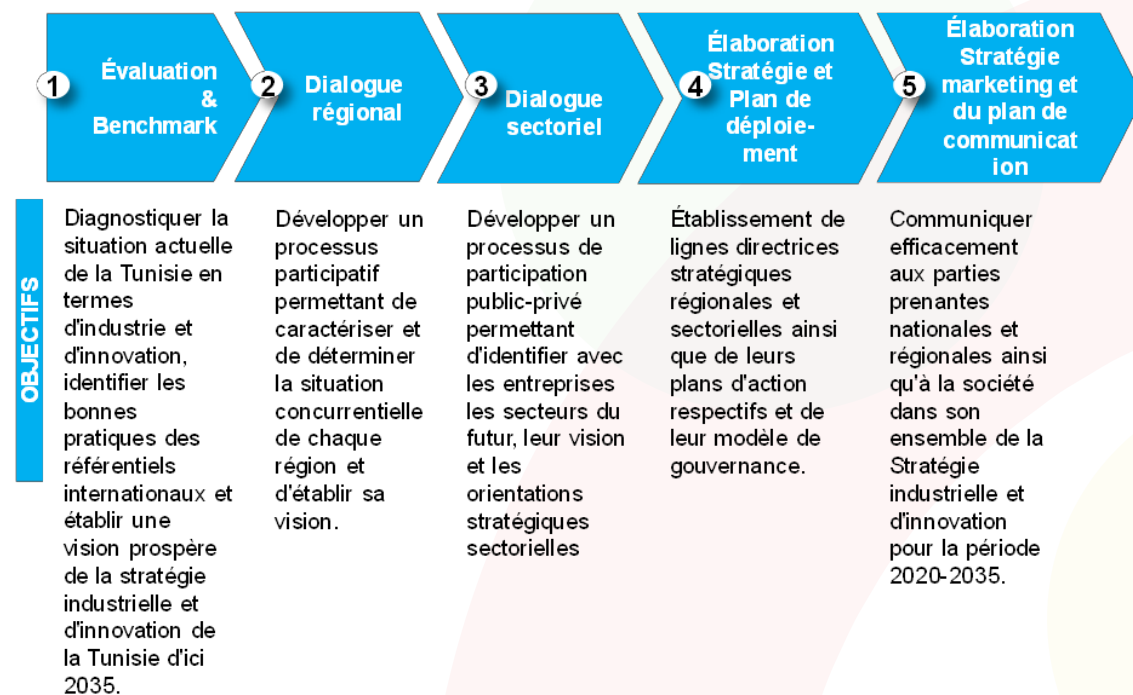 1
Évaluation
&
Benchmark
2
Dialogue
régional
3
Dialogue
sectoriel
4
Élaboration
Stratégie et
Plan de
déploie-
ment
5
Élaboration
Stratégie
marketing et
du plan de
communicat
ion
OBJECTIFS
Diagnostiquer la
situation actuelle
de la Tunisie en
termes
d'industrie et
d'innovation,
identifier les
bonnes
pratiques des
référentiels
internationaux et
établir une
vision prospère
de la stratégie
industrielle et
d'innovation de
la Tunisie d'ici
2035.
Développer un
processus
participatif
permettant de
caractériser et
de déterminer
la situation
concurrentielle
de chaque
région et
d'établir sa
vision.
Développer un
processus de
participation
public-privé
permettant
d'identifier avec
les entreprises
les secteurs du
futur, leur vision
et les
orientations
stratégiques
sectorielles
Établissement de
lignes directrices
stratégiques
régionales et
sectorielles ainsi
que de leurs
plans d'action
respectifs et de
leur modèle de
gouvernance.
Communiquer
efficacement
aux parties
prenantes
nationales et
régionales ainsi
qu'à la société
dans son
ensemble de la
Stratégie
industrielle et
d'innovation
pour la période
2020-2035.